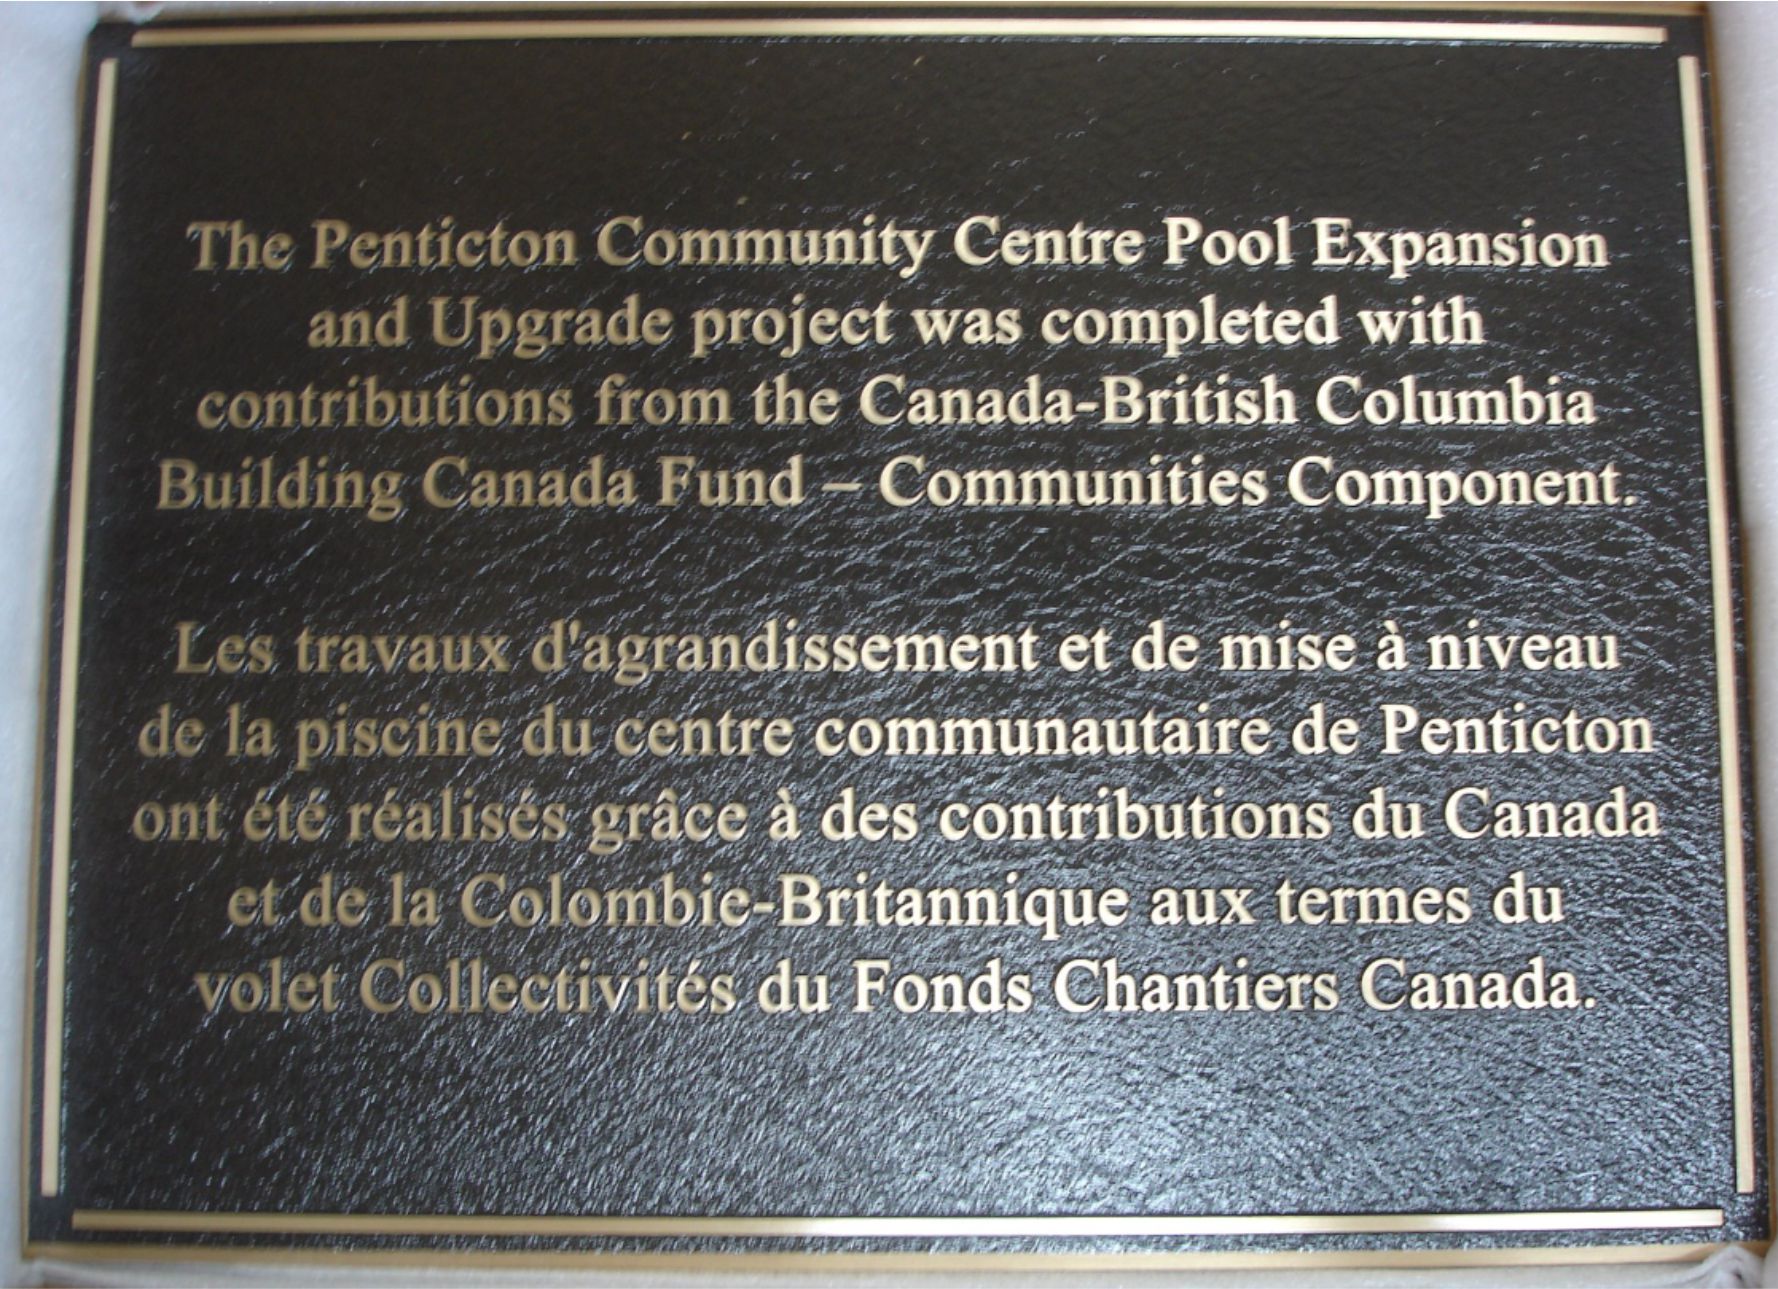 The Penticton Community Centre Pool Expansion
and Upgrade project was completed with
contributions from the Canada-British Columbia
Building Canada Fund – Communities Component.
Les travaux d'agrandissement et de mise à niveau
de la piscine du centre communautaire de Penticton
ont été réalisés grâce à des contributions du Canada
et de la Colombie-Britannique aux termes du
volet Collectivités du Fonds Chantiers Canada.